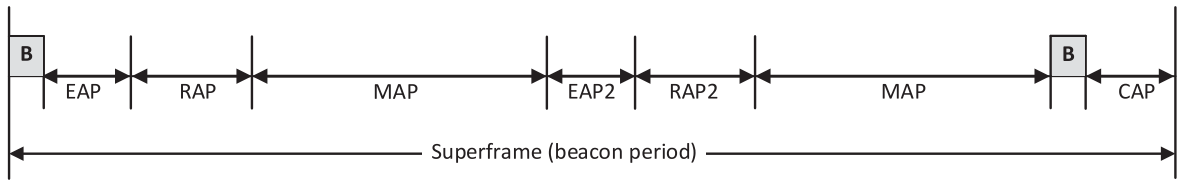 B B
EAP RAP MAP EAP2 RAP2 MAP CAP
Superframe (beacon period)